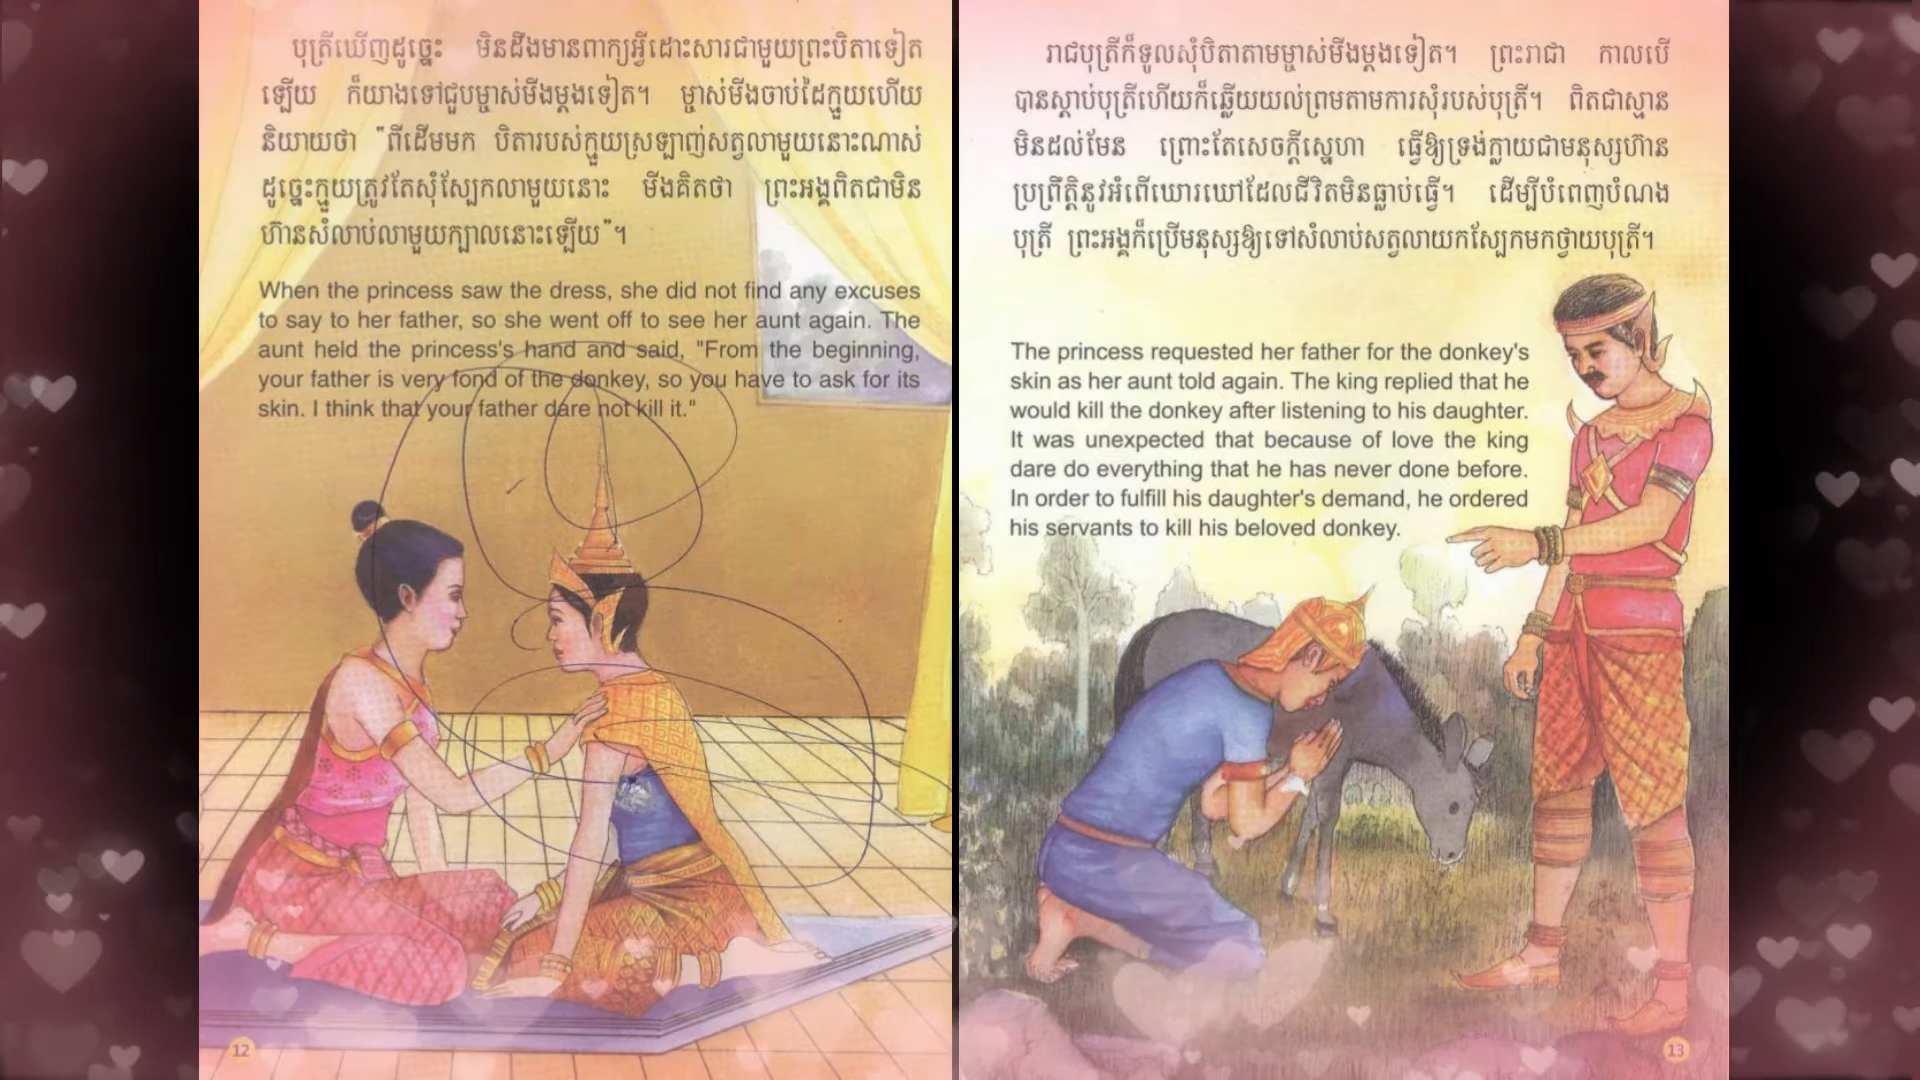 បុត្រីឃើញដូច្នេះ មិនដឹងមានពាក្យអ្វីដោះសារជាមួយព្រះបិតាទៀត
ឡើយ ក៏យាងទៅជួបម្ចាស់មីងម្ដងទៀត។ ម្ចាស់មីងចាប់ដៃក្មួយហើយ
និយាយថា "ពីដើមមក បិតារបស់ក្មួយស្រឡាញ់សត្វលាមួយនោះណាស់
ដូច្នេះក្មួយត្រូវតែសុំស្បែកលាមួយនោះ មីងគិតថា ព្រះអង្គពិតជាមិន
ហ៊ានសំលាប់លាមួយក្បាលនោះឡើយ"។
When the princess saw the dress, she did not find any excuses
to say to her father, so she went off to see her aunt again. The
aunt held the princess's hand and said, "From the beginning,
your father is very fond of the donkey, so you have to ask for its
skin. I think that your father dare not kill it."
12
រាជបុត្រីក៏ទូលសុំបិតាតាមម្ចាស់មីងម្ដងទៀត។ ព្រះរាជា កាលបើ
បានស្ដាប់បុត្រីហើយក៏ឆ្លើយយល់ព្រមតាមការសុំរបស់បុត្រី។ ពិតជាស្មាន
មិនដល់មែន ព្រោះតែសេចក្ដីស្នេហា ធ្វើឱ្យទ្រង់ក្លាយជាមនុស្សហ៊ាន
ប្រព្រឹត្តិនូវអំពើឃោរឃៅដែលជីវិតមិនធ្លាប់ធ្វើ។ ដើម្បីបំពេញបំណង
បុត្រី ព្រះអង្គក៏ប្រើមនុស្សឱ្យទៅសំលាប់សត្វលាយកស្បែកមកថ្វាយបុត្រី។
The princess requested her father for the donkey's
skin as her aunt told again. The king replied that he
would kill the donkey after listening to his daughter.
It was unexpected that because of love the king
dare do everything that he has never done before.
In order to fulfill his daughter's demand, he ordered
his servants to kill his beloved donkey.
13